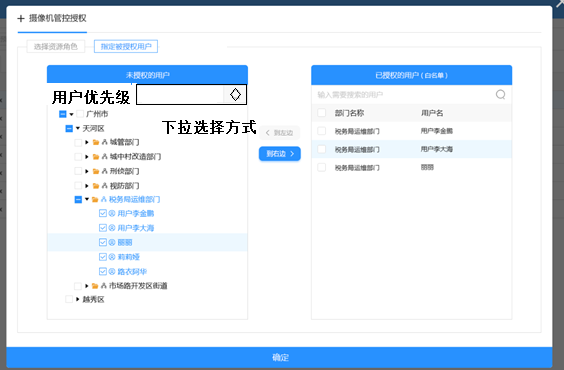 摄像机管控授权
选择资源角色
指定被授权用户
未授权的用户
用户优先级
下拉选择方式
广州市
天河区
城管部门
城中村改造部门
刑侦部门
视防部门
税务局运维部门
用户李金鹏
用户李大海
丽丽
莉莉娅
路衣阿华
市场路开发区街道
越秀区
到左边
到右边
已授权的用户(白名单)
输入需要搜索的用户
部门名称 用户名
税务局运维部门 用户李金鹏
税务局运维部门 用户李大海
税务局运维部门 丽丽
确定